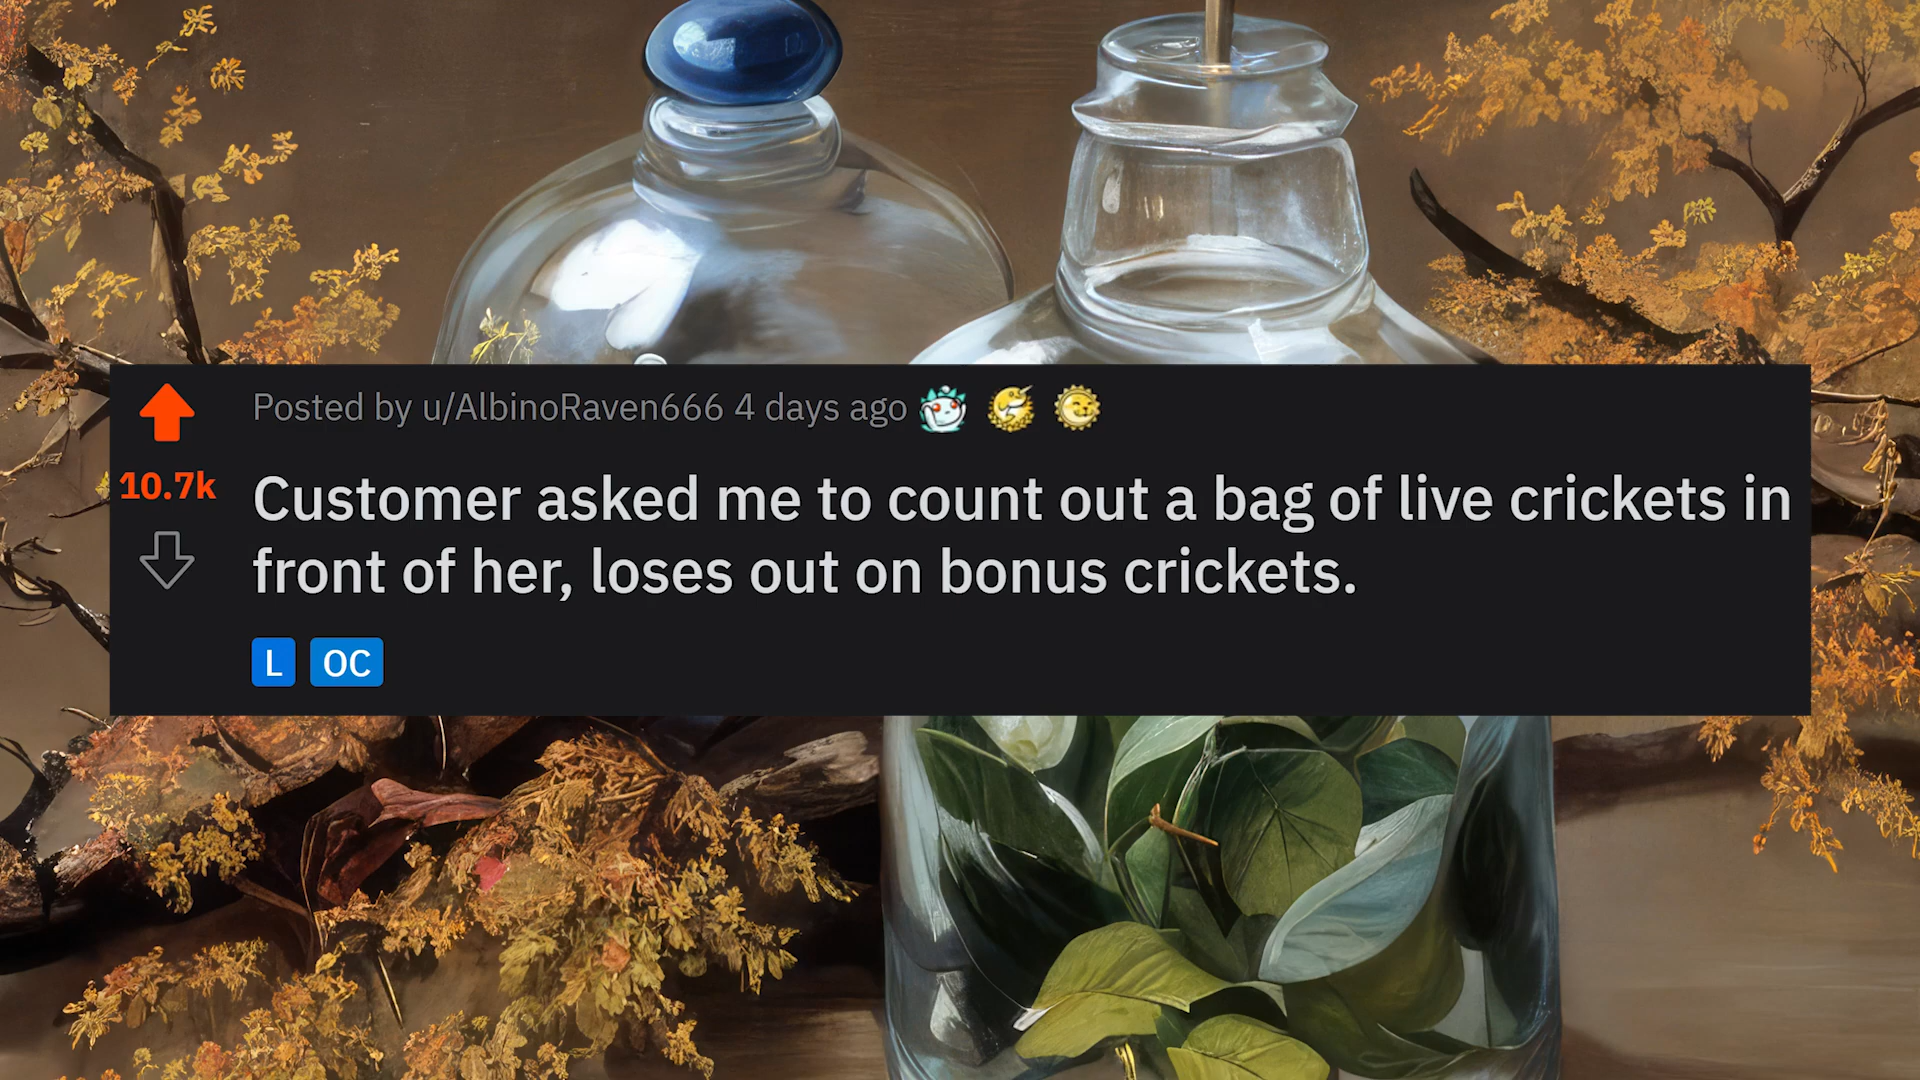 Posted by u/AlbinoRaven666 4 days ago
10.7k
Customer asked me to count out a bag of live crickets in
front of her, loses out on bonus crickets.
L OC